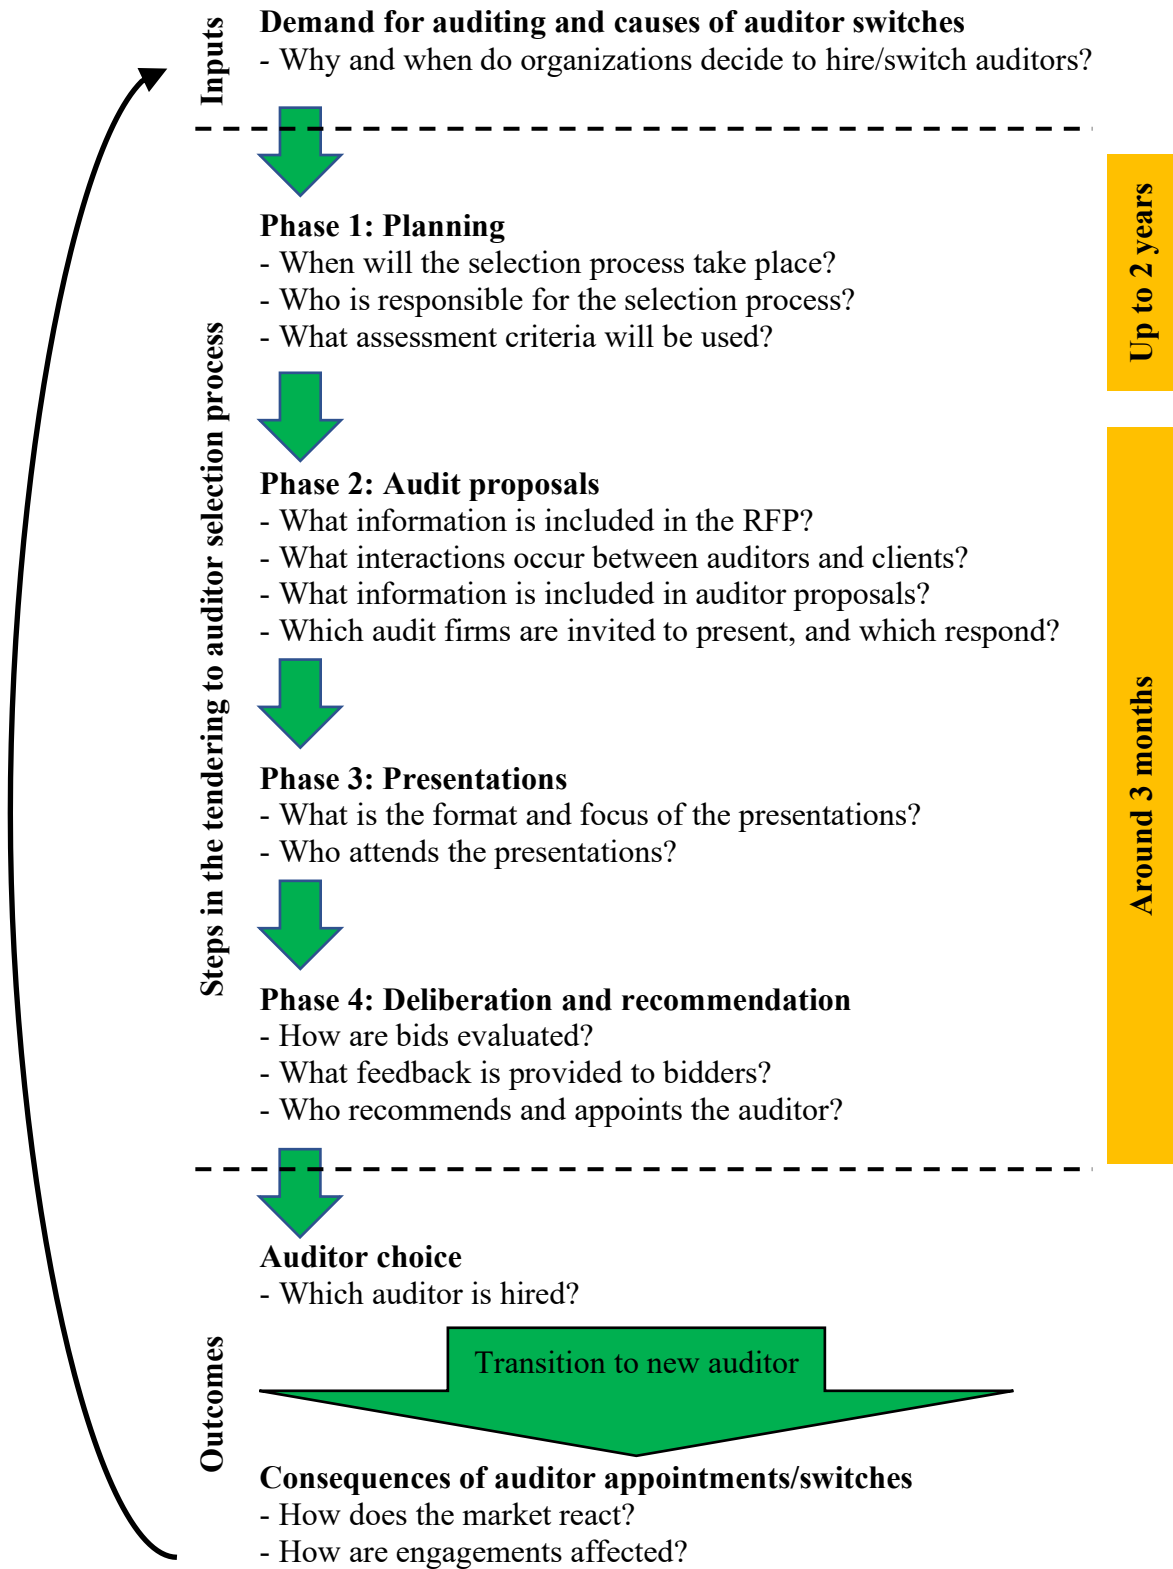 Inputs
Demand for auditing and causes of auditor switches
- Why and when do organizations decide to hire/switch auditors?
Steps in the tendering to auditor selection process
Phase 1: Planning
- When will the selection process take place?
- Who is responsible for the selection process?
- What assessment criteria will be used?
Up to 2 years
Phase 2: Audit proposals
- What information is included in the RFP?
- What interactions occur between auditors and clients?
- What information is included in auditor proposals?
- Which audit firms are invited to present, and which respond?
Phase 3: Presentations
- What is the format and focus of the presentations?
- Who attends the presentations?
Phase 4: Deliberation and recommendation
- How are bids evaluated?
- What feedback is provided to bidders?
- Who recommends and appoints the auditor?
Around 3 months
Outcomes
Auditor choice
- Which auditor is hired?
Transition to new auditor
Consequences of auditor appointments/switches
- How does the market react?
- How are engagements affected?